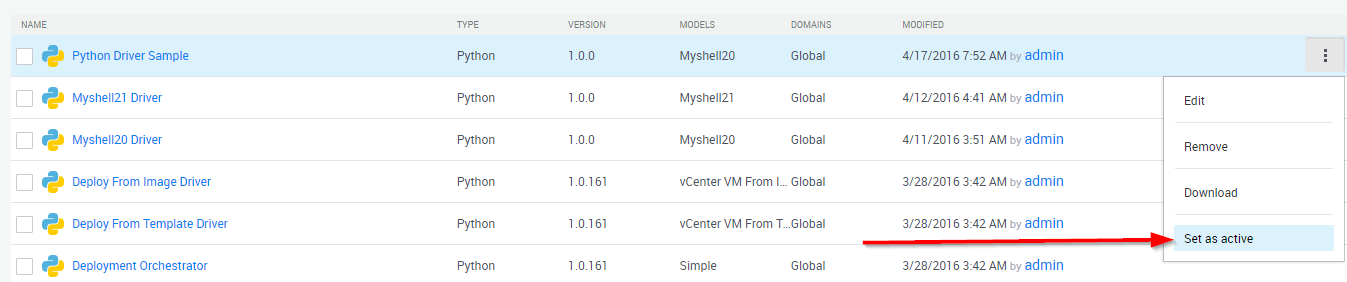 NAME TYPE VERSION MODELS DOMAINS MODIFIED
Python Driver Sample Python 1.0.0 Myshell20 Global 4/17/2016 7:52 AM by admin
Myshell21 Driver Python 1.0.0 Myshell21 Global 4/12/2016 4:41 AM by admin
Edit
Myshell20 Driver Python 1.0.0 Myshell20 Global 4/11/2016 3:51 AM by admin
Remove
Deploy From Image Driver Python 1.0.161 vCenter VM From I... Global 3/28/2016 3:42 AM by admin
Download
Deploy From Template Driver Python 1.0.161 vCenter VM From T... Global 3/28/2016 3:42 AM by admin
Set as active
Deployment Orchestrator Python 1.0.161 Simple Global 3/28/2016 3:42 AM by admin